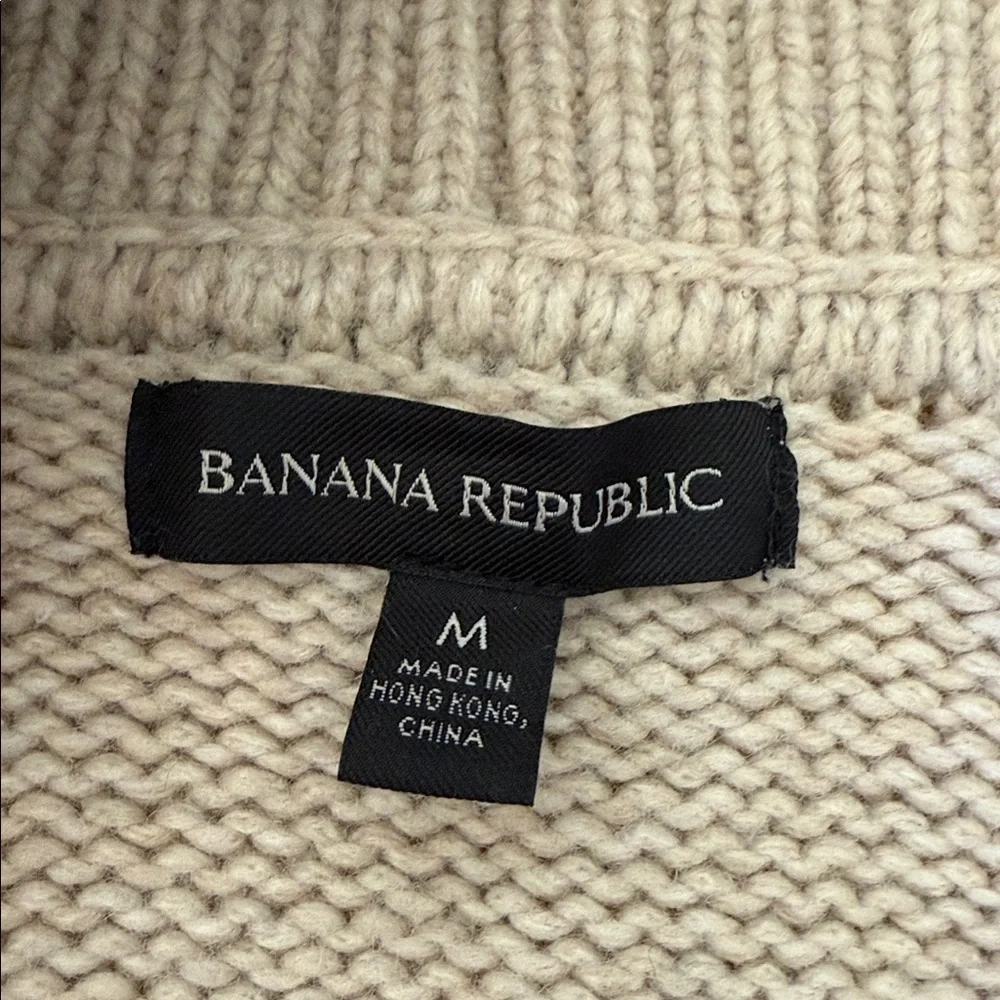 BANANA REPUBLIC
M
MADE IN
HONG KONG,
CHINA